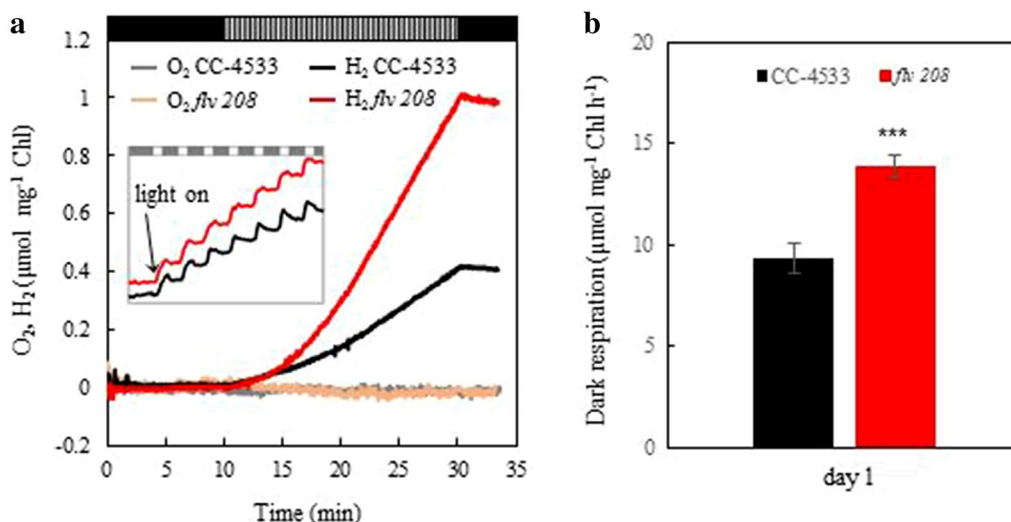 a
1.2
1
0.8
0.6
0.4
0.2
0
-0.2
O₂, H₂ (µmol mg⁻¹ Chl)
O₂ CC-4533
H₂ CC-4533
O₂ flv 208
H₂ flv 208
light on
0 5 10 15 20 25 30 35
Time (min)
b
20
15
10
5
0
Dark respiration (µmol mg⁻¹ Chl h⁻¹)
CC-4533
flv 208
***
day 1